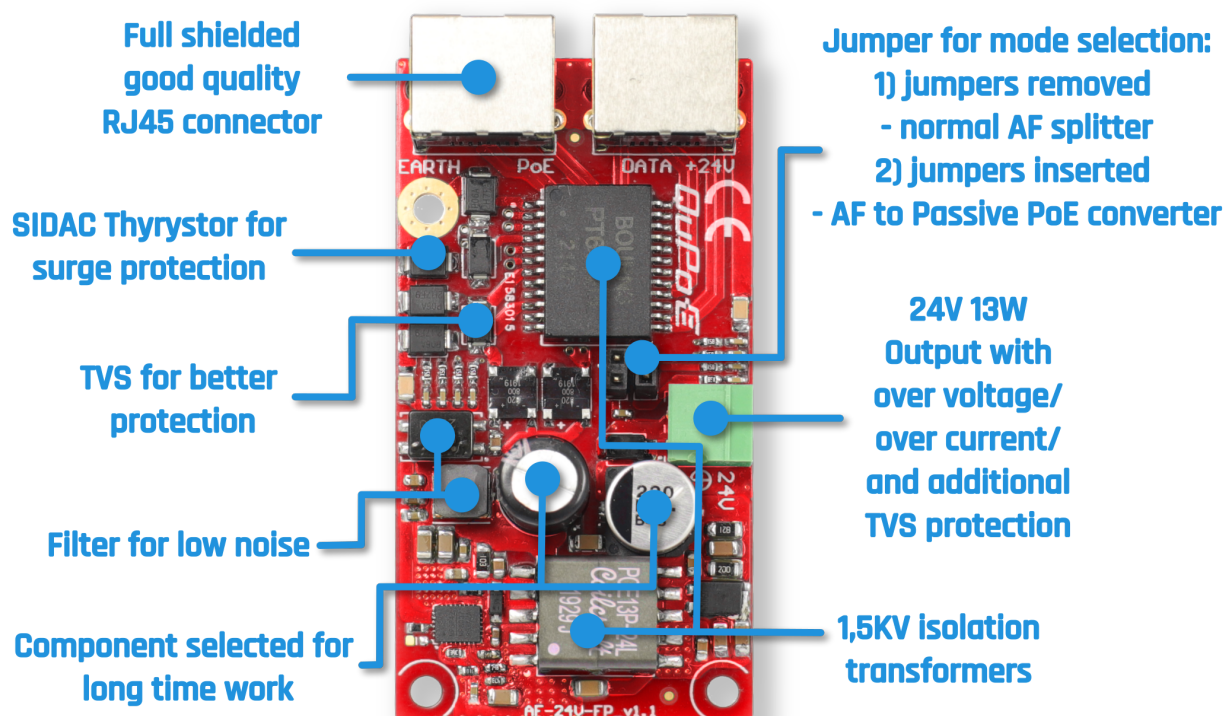 Full shielded
good quality
RJ45 connector
SIDAC Thyrystor for
surge protection
TVS for better
protection
Filter for low noise
Component selected for
long time work
Jumper for mode selection:
1) jumpers removed
- normal AF splitter
2) jumpers inserted
- AF to Passive PoE converter
24V 13W
Output with
over voltage/
over current/
and additional
TVS protection
1,5KV isolation
transformers
EARTH PoE DATA +24V
CE
QuPoE
E158301S
24V
AF-24V-FP v1.1